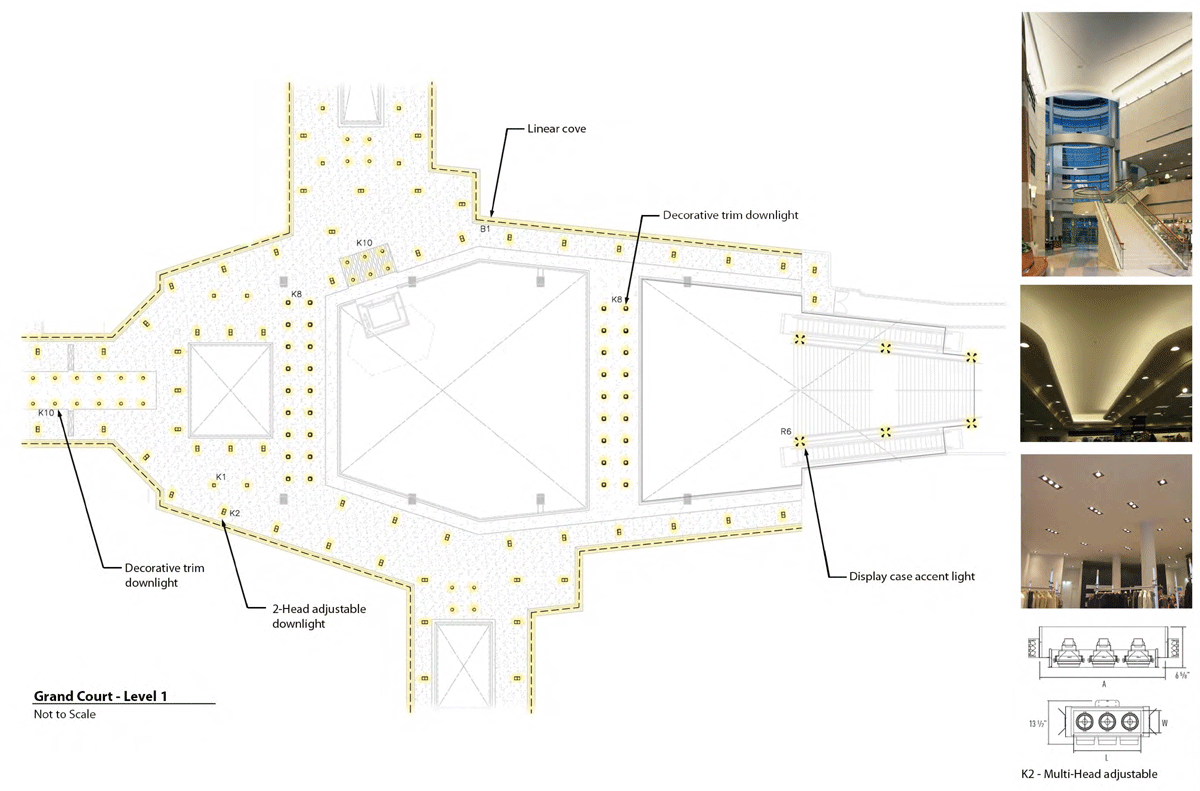 Linear cove
Decorative trim downlight
B1
K10
K8
K8
K10
R6
K1
K2
Decorative trim
downlight
2-Head adjustable
downlight
Display case accent light
Grand Court - Level 1
Not to Scale
6 ⅝"
A
13 ½"
W
L
K2 - Multi-Head adjustable